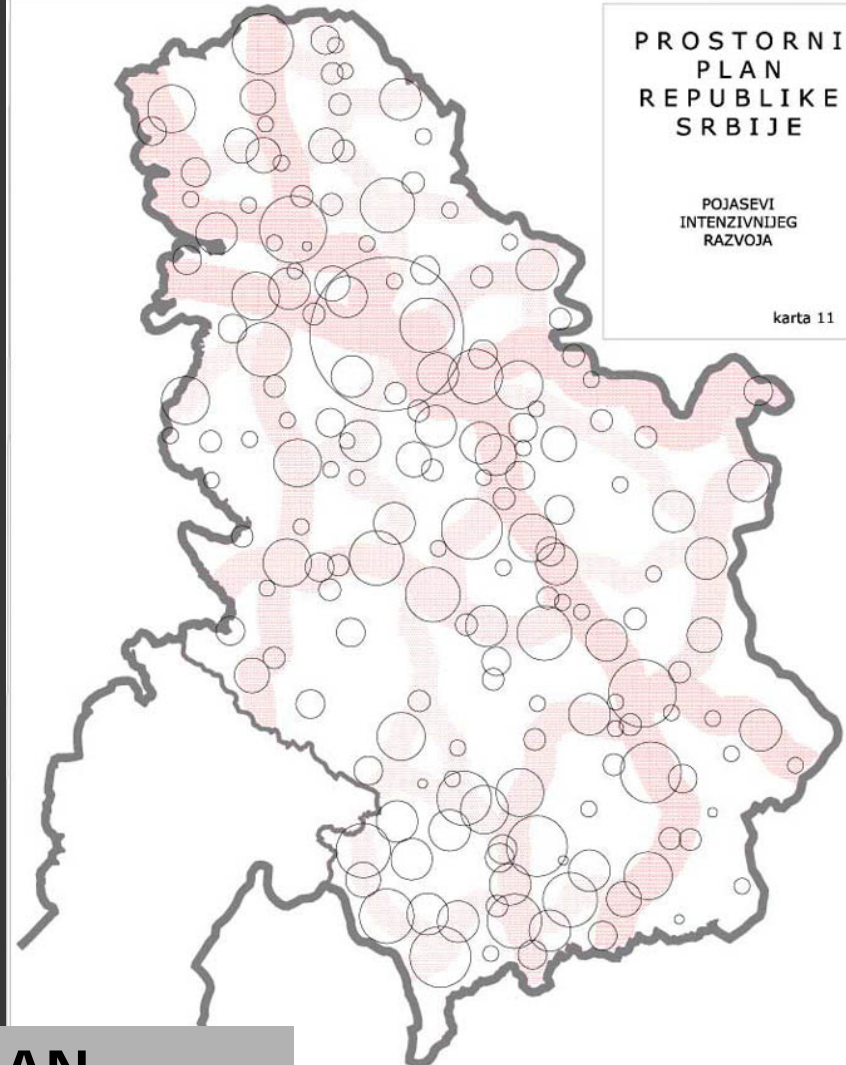 PROSTORNI
PLAN
REPUBLIKE
SRBIJE
POJASEVI
INTENZIVNIJEG
RAZVOJA
karta 11